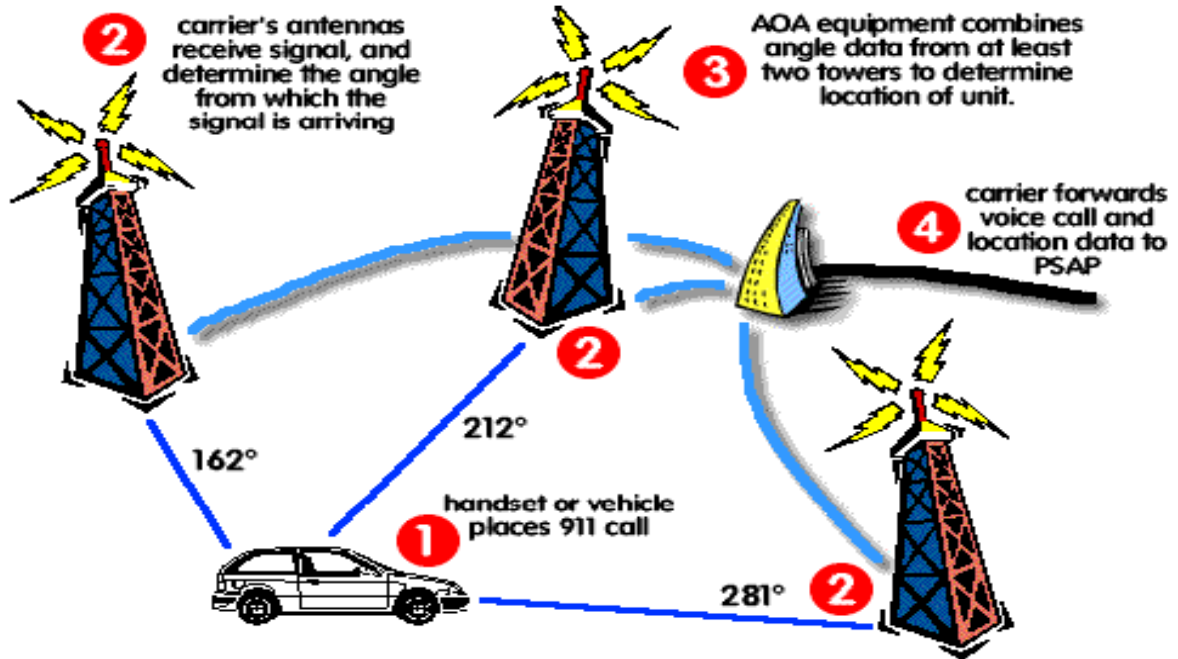 2
carrier's antennas
receive signal, and
determine the angle
from which the
signal is arriving
3
AOA equipment combines
angle data from at least
two towers to determine
location of unit.
4
carrier forwards
voice call and
location data to
PSAP
2
212°
162°
1
handset or vehicle
places 911 call
281°
2